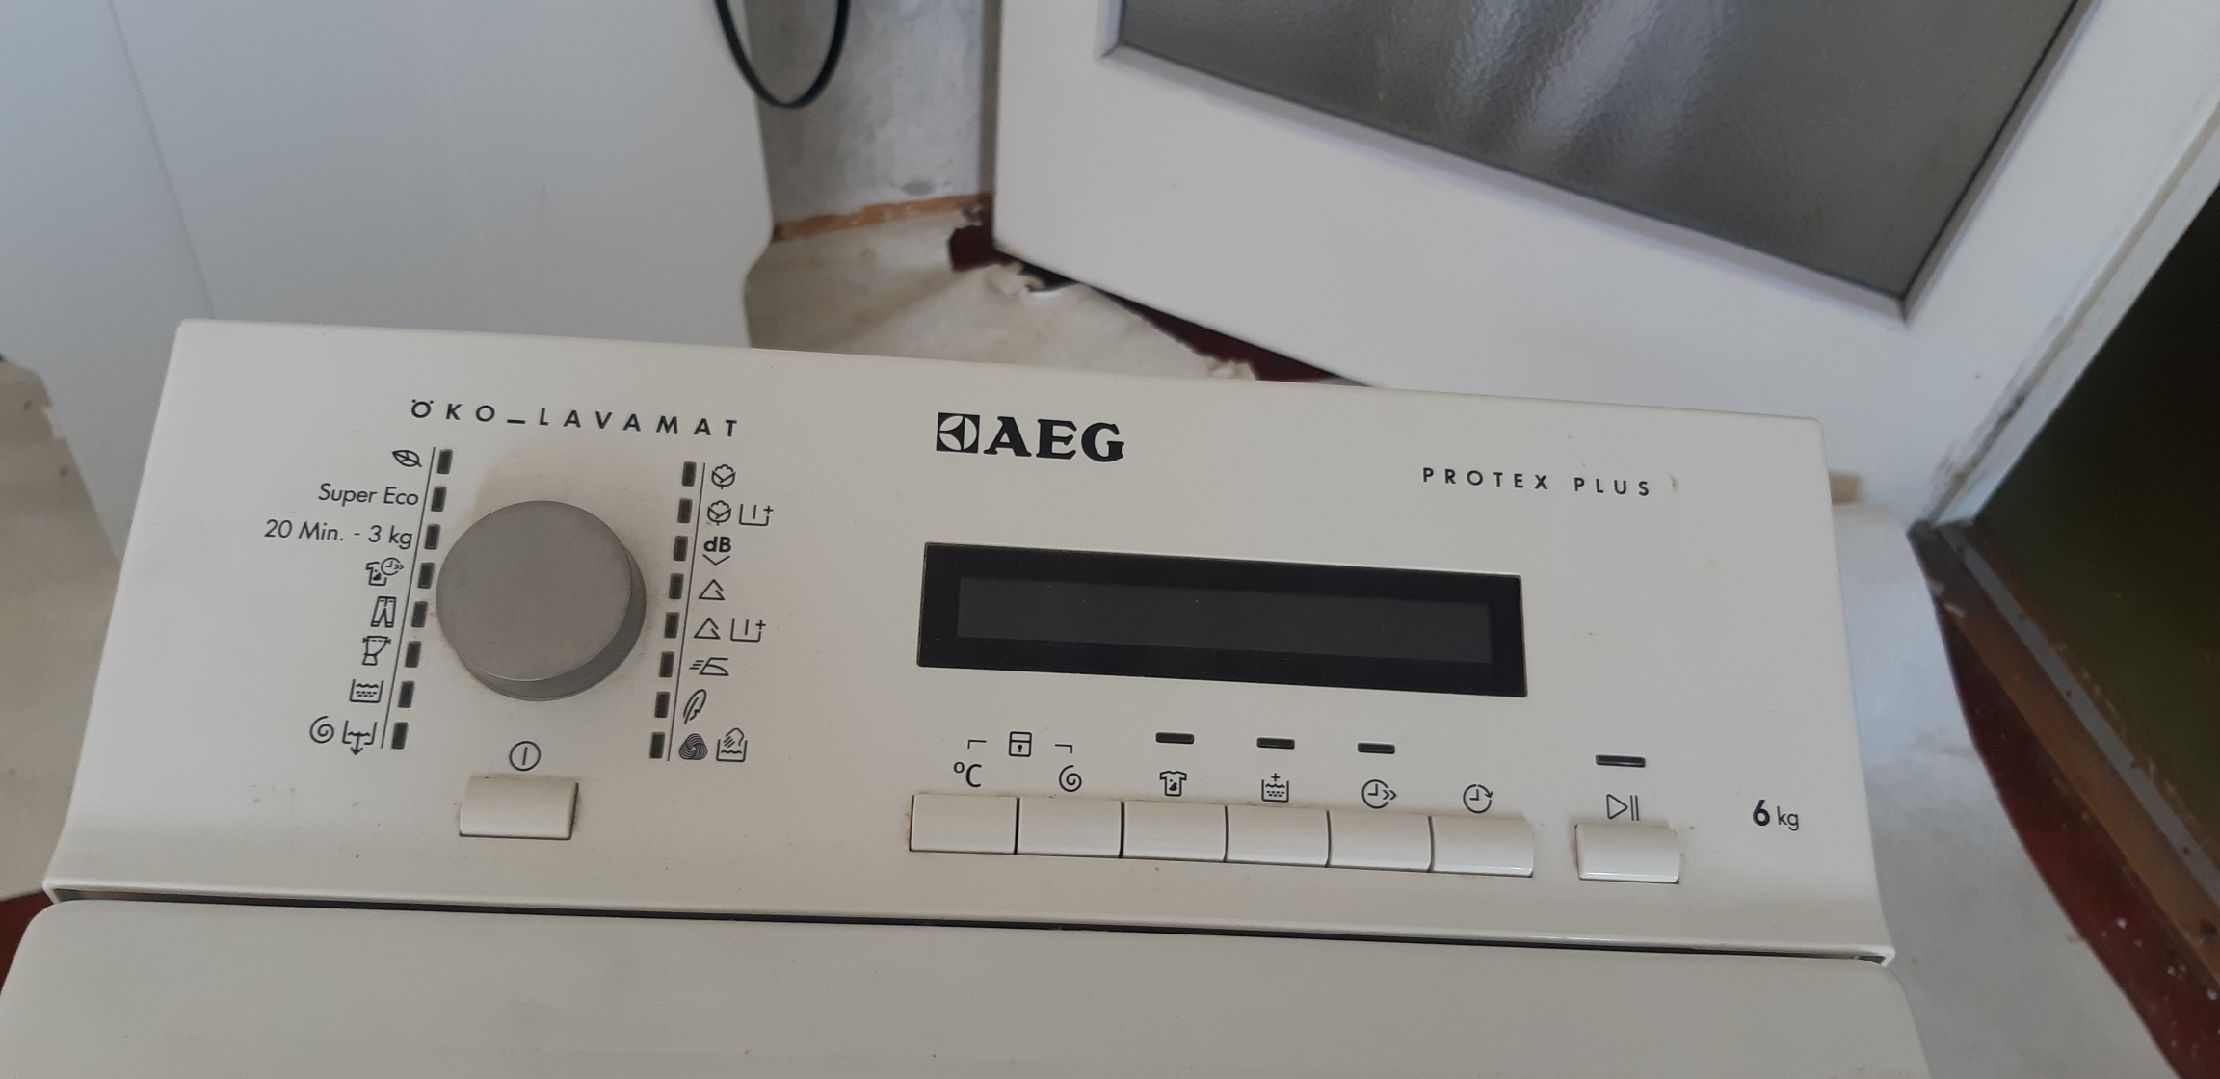 ÖKO_LAVAMAT
AEG
PROTEX PLUS
Super Eco
20 Min. - 3 kg
dB
°C
6 kg